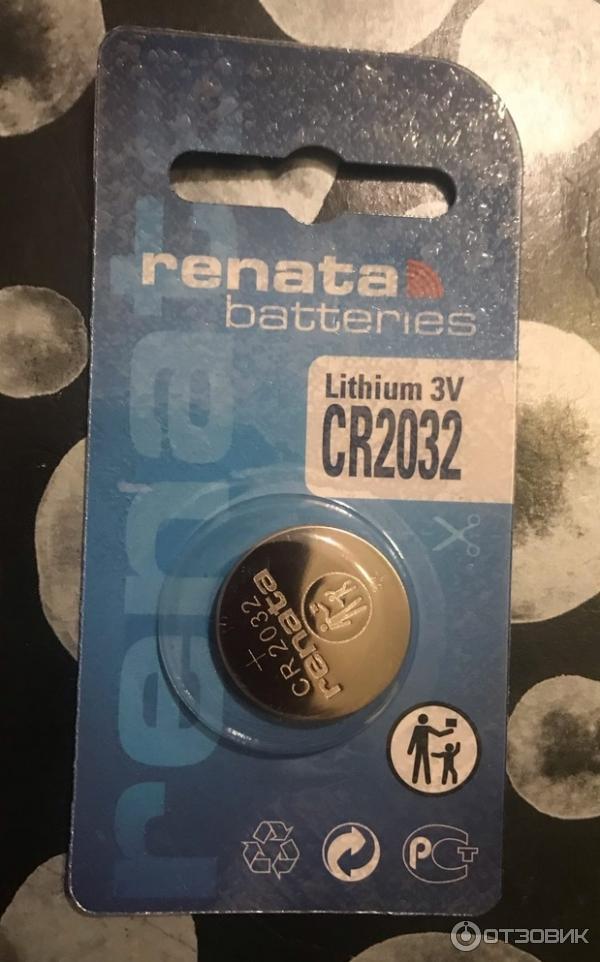 renata
batteries
Lithium 3V
CR2032
renata
CR 2032
renata
+
РСТ
ОТЗОВИК